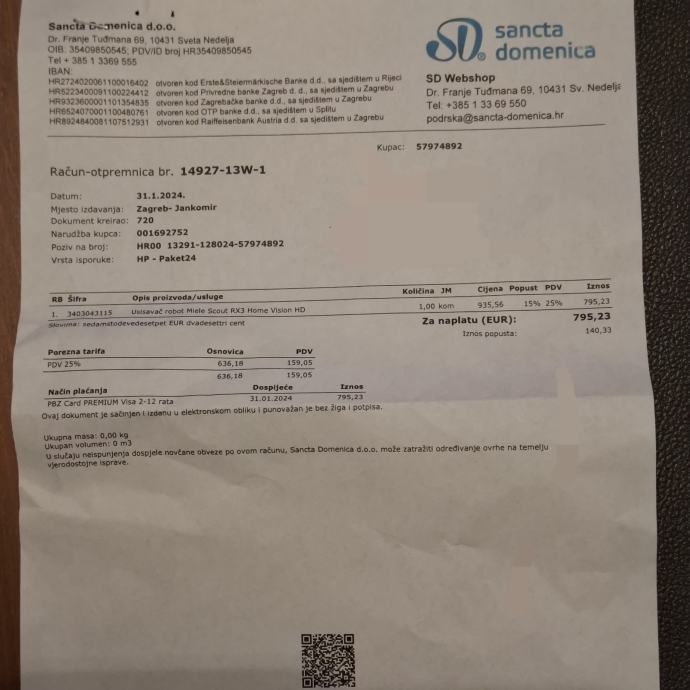 Sancta Domenica d.o.o.
Dr. Franje Tuđmana 69, 10431 Sveta Nedelja
OIB: 35409850545; PDV/ID broj HR35409850545
Tel + 385 1 3369 555
IBAN:
HR2724020061100016402 otvoren kod Erste&Steiermärkische Banke d.d., sa sjedištem u Rijeci
HR5223400091100224412 otvoren kod Privredne banke Zagreb d. d., sa sjedištem u Zagrebu
HR9323600001101354835 otvoren kod Zagrebačke banke d.d., sa sjedištem u Zagrebu
HR6524070001100480761 otvoren kod OTP banke d.d., sa sjedištem u Splitu
HR8924840081107512931 otvoren kod Raiffeisenbank Austria d.d. sa sjedištem u Zagrebu
SD sancta
domenica
SD Webshop
Dr. Franje Tuđmana 69, 10431 Sv. Nedelja
Tel: +385 1 33 69 550
podrska@sancta-domenica.hr
Kupac: 57974892
Račun-otpremnica br. 14927-13W-1
Datum: 31.1.2024.
Mjesto izdavanja: Zagreb- Jankomir
Dokument kreirao: 720
Narudžba kupca: 001692752
Poziv na broj: HR00 13291-128024-57974892
Vrsta isporuke: HP - Paket24
RB Šifra Opis proizvoda/usluge Količina JM Cijena Popust PDV Iznos
1. 3403043115 Usisavač robot Miele Scout RX3 Home Vision HD 1,00 kom 935,56 15% 25% 795,23
Slovima: sedamstodevedesetpet EUR dvadesettri cent
Za naplatu (EUR): 795,23
Iznos popusta: 140,33
Porezna tarifa Osnovica PDV
PDV 25% 636,18 159,05
636,18 159,05
Način plaćanja Dospijeće Iznos
PBZ Card PREMIUM Visa 2-12 rata 31.01.2024 795,23
Ovaj dokument je sačinjen i izdan u elektronskom obliku i punovažan je bez žiga i potpisa.
Ukupna masa: 0,00 kg
Ukupan volumen: 0 m3
U slučaju neispunjenja dospjele novčane obveze po ovom računu, Sancta Domenica d.o.o. može zatražiti određivanje ovrhe na temelju
vjerodostojne isprave.